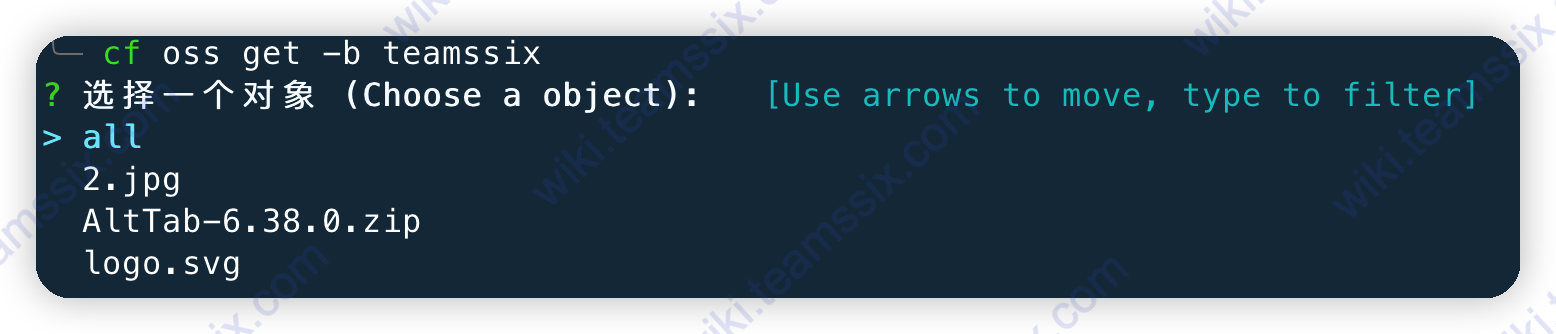 cf oss get -b teamssix
? 选择一个对象 (Choose a object): [Use arrows to move, type to filter]
> all
2.jpg
AltTab-6.38.0.zip
logo.svg
wiki.teamssix.com